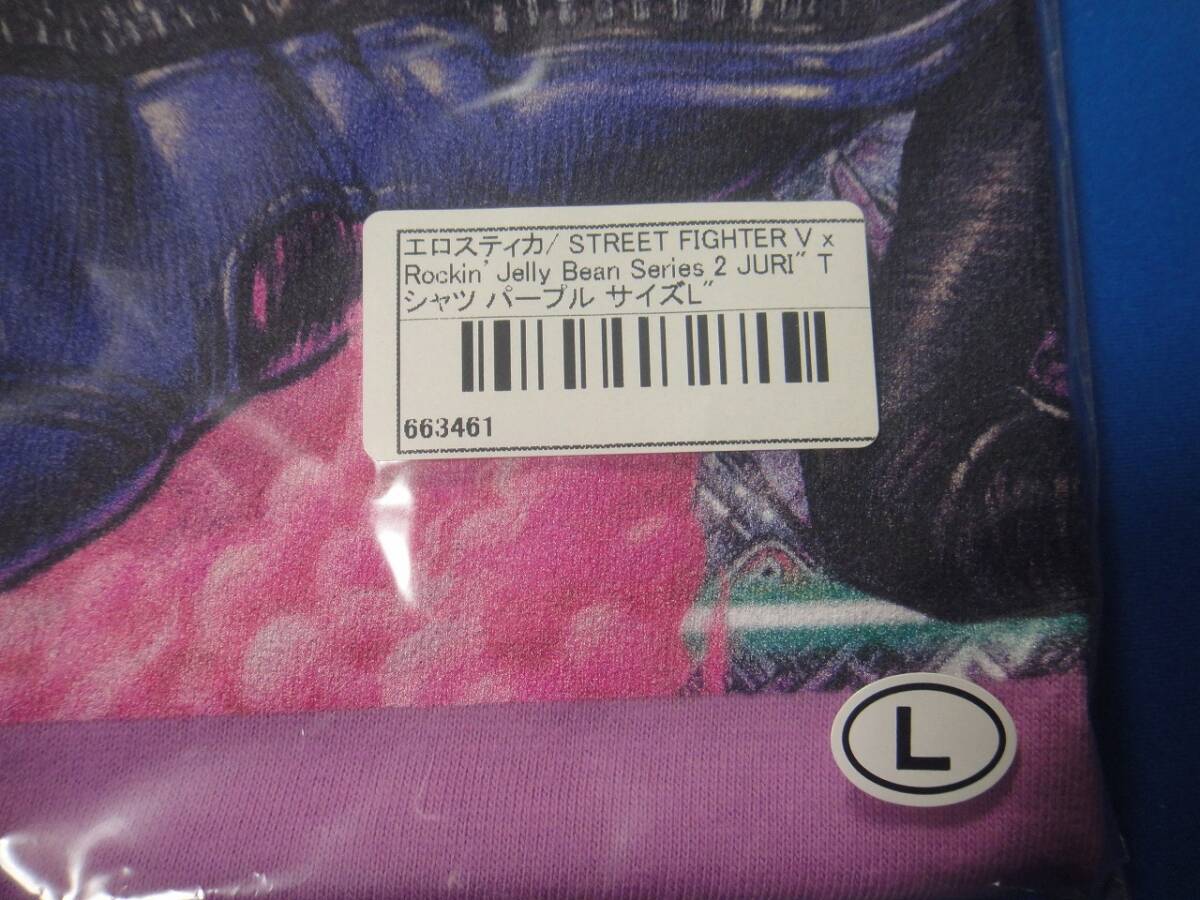 エロスティカ/ STREET FIGHTER V x
Rockin' Jelly Bean Series 2 JURI" T
シャツ パープル サイズL"
663461
L